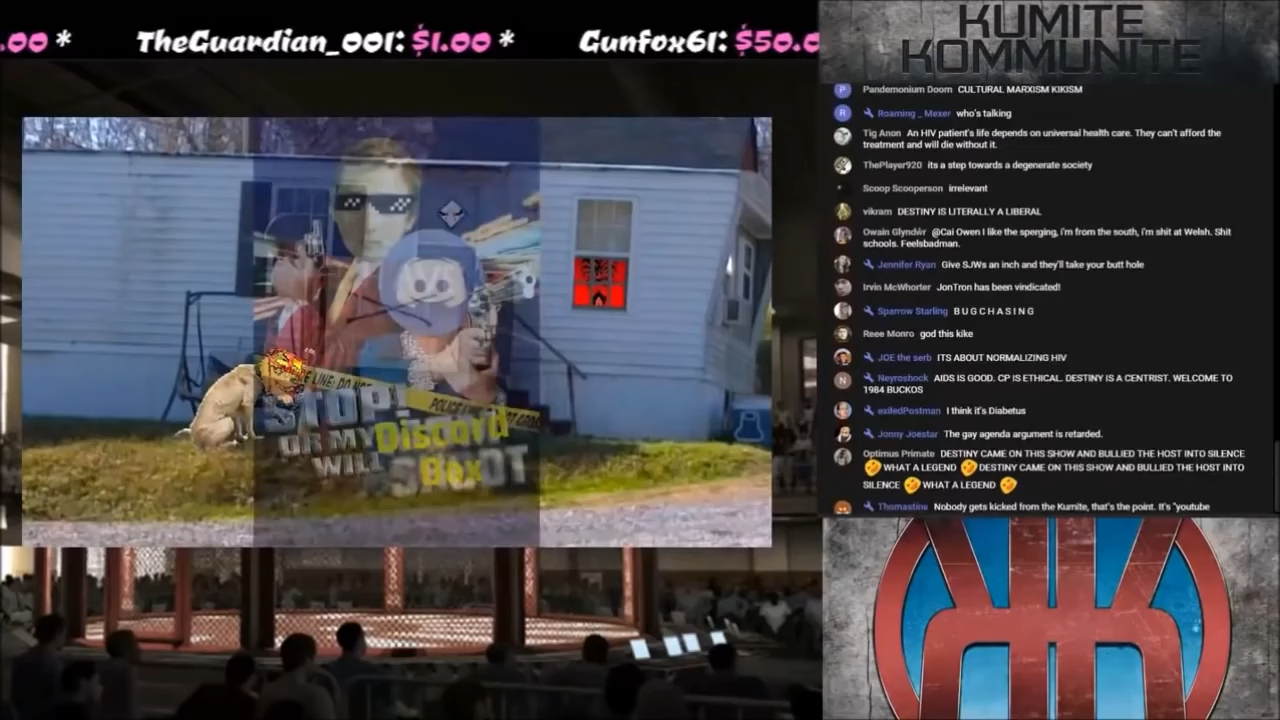 .00 * TheGuardian_001: $1.00 * Gunfox61: $50.0
KUMITE
KOMMUNITE
P Pandemonium Doom CULTURAL MARXISM KIKISM
R Roaming _ Mexer who's talking
Tig Anon An HIV patient's life depends on universal health care. They can't afford the
treatment and will die without it.
ThePlayer920 its a step towards a degenerate society
Scoop Scooperson irrelevant
vikram DESTINY IS LITERALLY A LIBERAL
Owain Glyndŵr @Cai Owen I like the sperging, i'm from the south, i'm shit at Welsh. Shit
schools. Feelsbadman.
Jennifer Ryan Give SJWs an inch and they'll take your butt hole
Irvin McWhorter JonTron has been vindicated!
Sparrow Starling B U G C H A S I N G
Reee Monro god this kike
JOE the serb ITS ABOUT NORMALIZING HIV
N Neyroshock AIDS IS GOOD. CP IS ETHICAL. DESTINY IS A CENTRIST. WELCOME TO
1984 BUCKOS
exiledPostman I think it's Diabetus
Jonny Joestar The gay agenda argument is retarded.
Optimus Primate DESTINY CAME ON THIS SHOW AND BULLIED THE HOST INTO SILENCE
WHAT A LEGEND DESTINY CAME ON THIS SHOW AND BULLIED THE HOST INTO
SILENCE WHAT A LEGEND
Thomastine Nobody gets kicked from the Kumite, that's the point. It's "youtube
LINE: DO NOT
POLICE LINE
STOP!
OR MY Discord
WILL
Dox OT
KK